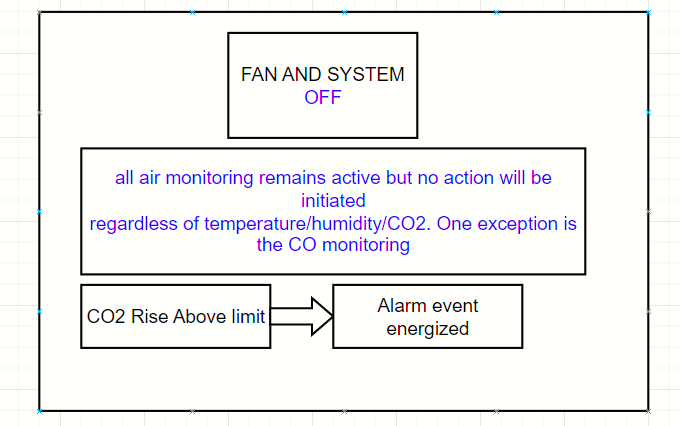 FAN AND SYSTEM
OFF
all air monitoring remains active but no action will be
initiated
regardless of temperature/humidity/CO2. One exception is
the CO monitoring
CO2 Rise Above limit
Alarm event
energized